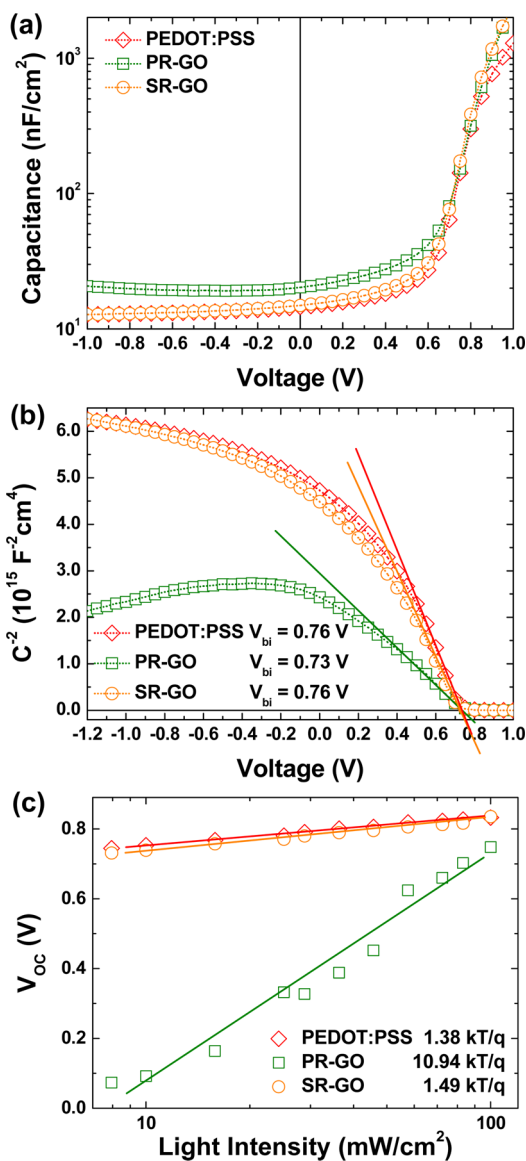 (a)
PEDOT:PSS
PR-GO
SR-GO
Capacitance (nF/cm²)
10³
10²
10¹
-1.0 -0.8 -0.6 -0.4 -0.2 0.0 0.2 0.4 0.6 0.8 1.0
Voltage (V)
(b)
C⁻² (10¹⁵ F⁻²cm⁴)
6.0
5.0
4.0
3.0
2.0
1.0
0.0
PEDOT:PSS V_bi = 0.76 V
PR-GO V_bi = 0.73 V
SR-GO V_bi = 0.76 V
-1.2 -1.0 -0.8 -0.6 -0.4 -0.2 0.0 0.2 0.4 0.6 0.8 1.0
Voltage (V)
(c)
V_OC (V)
0.8
0.6
0.4
0.2
0.0
PEDOT:PSS 1.38 kT/q
PR-GO 10.94 kT/q
SR-GO 1.49 kT/q
10 100
Light Intensity (mW/cm²)